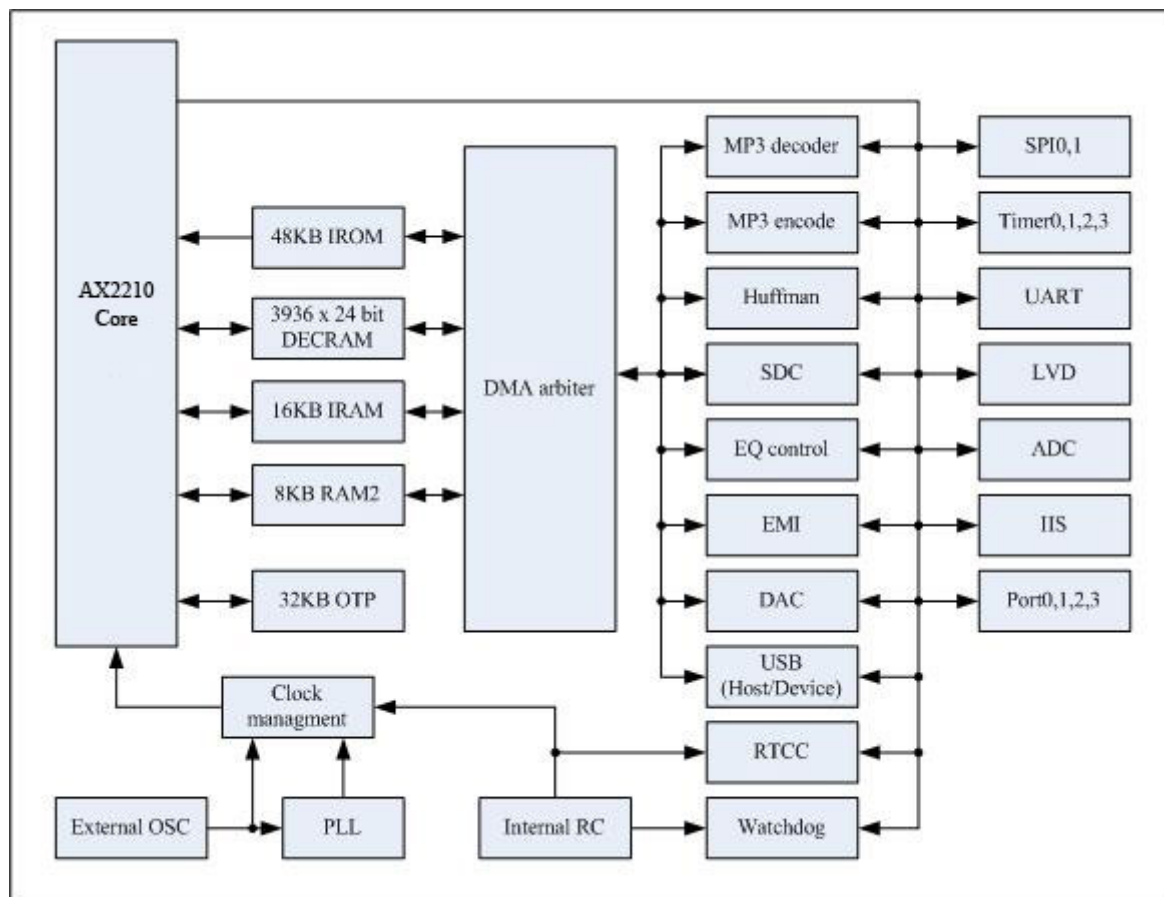 AX2210
Core
48KB IROM
3936 x 24 bit
DECRAM
16KB IRAM
8KB RAM2
32KB OTP
DMA arbiter
MP3 decoder
MP3 encode
Huffman
SDC
EQ control
EMI
DAC
USB
(Host/Device)
RTCC
Watchdog
SPI0,1
Timer0,1,2,3
UART
LVD
ADC
IIS
Port0,1,2,3
Clock
managment
External OSC
PLL
Internal RC